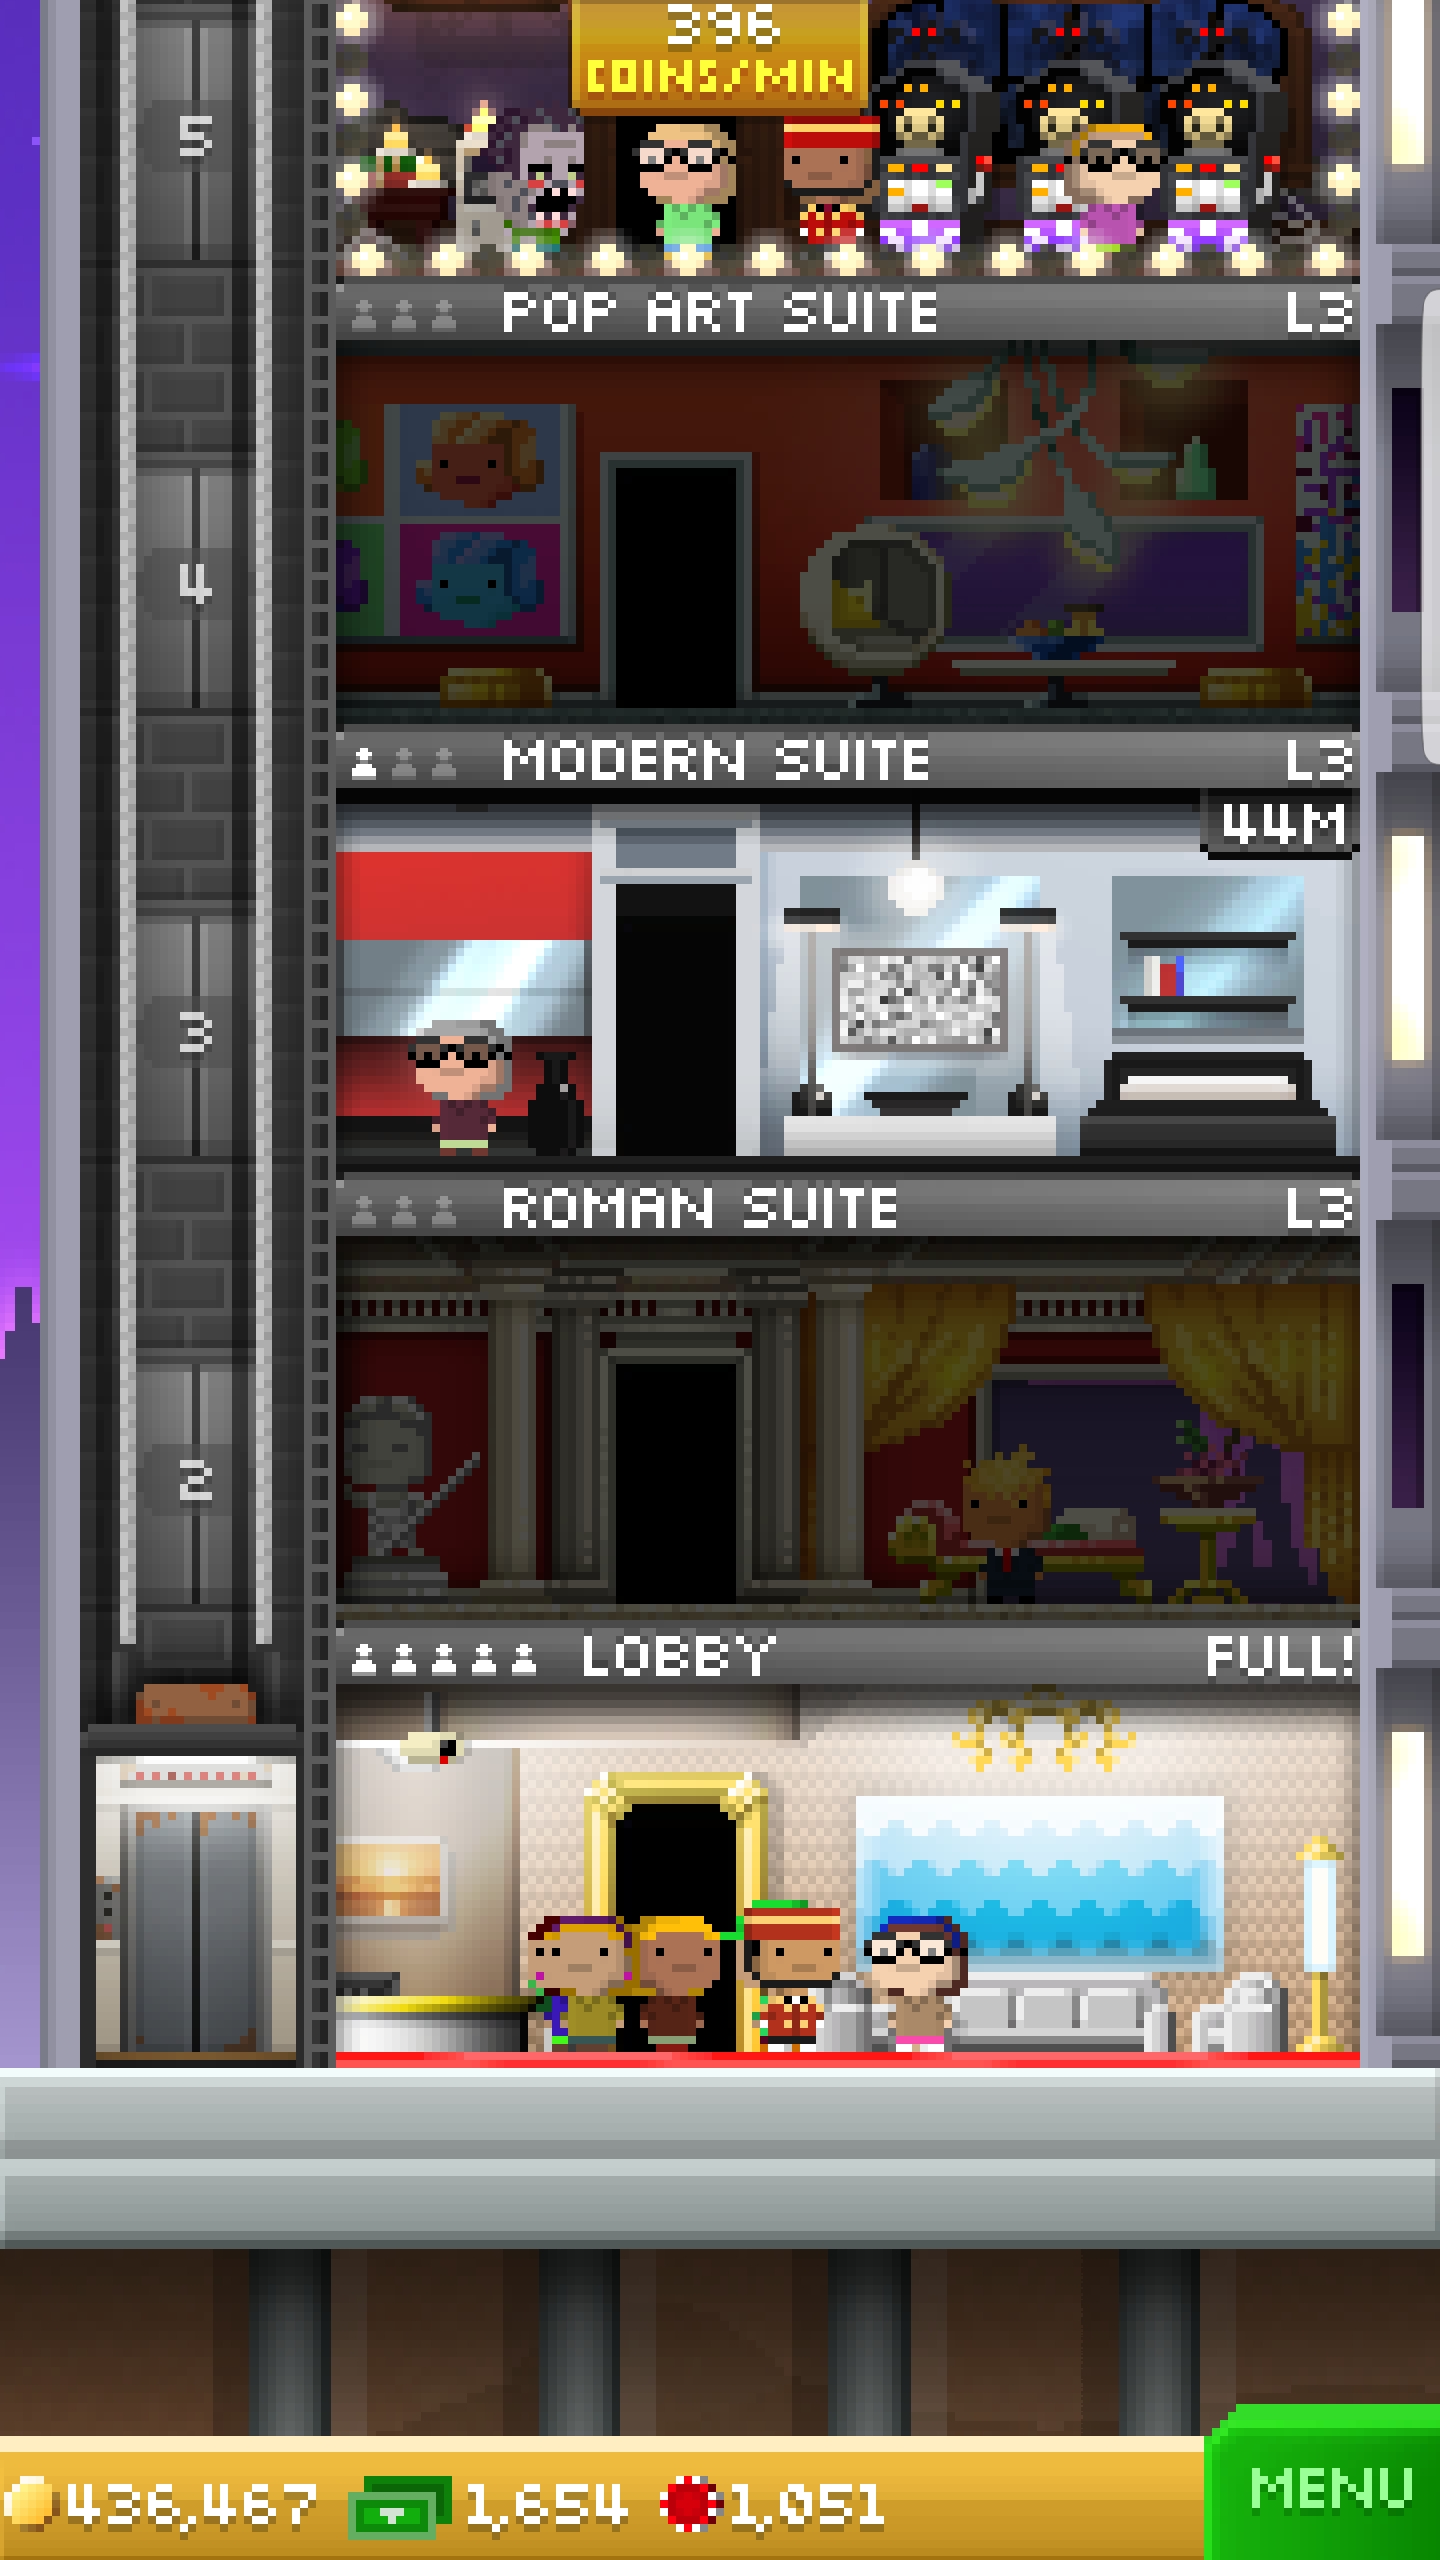 396
COINS/MIN
5
POP ART SUITE L3
4
MODERN SUITE L3
44M
3
ROMAN SUITE L3
2
LOBBY FULL!
436,467 1,654 1,051
MENU